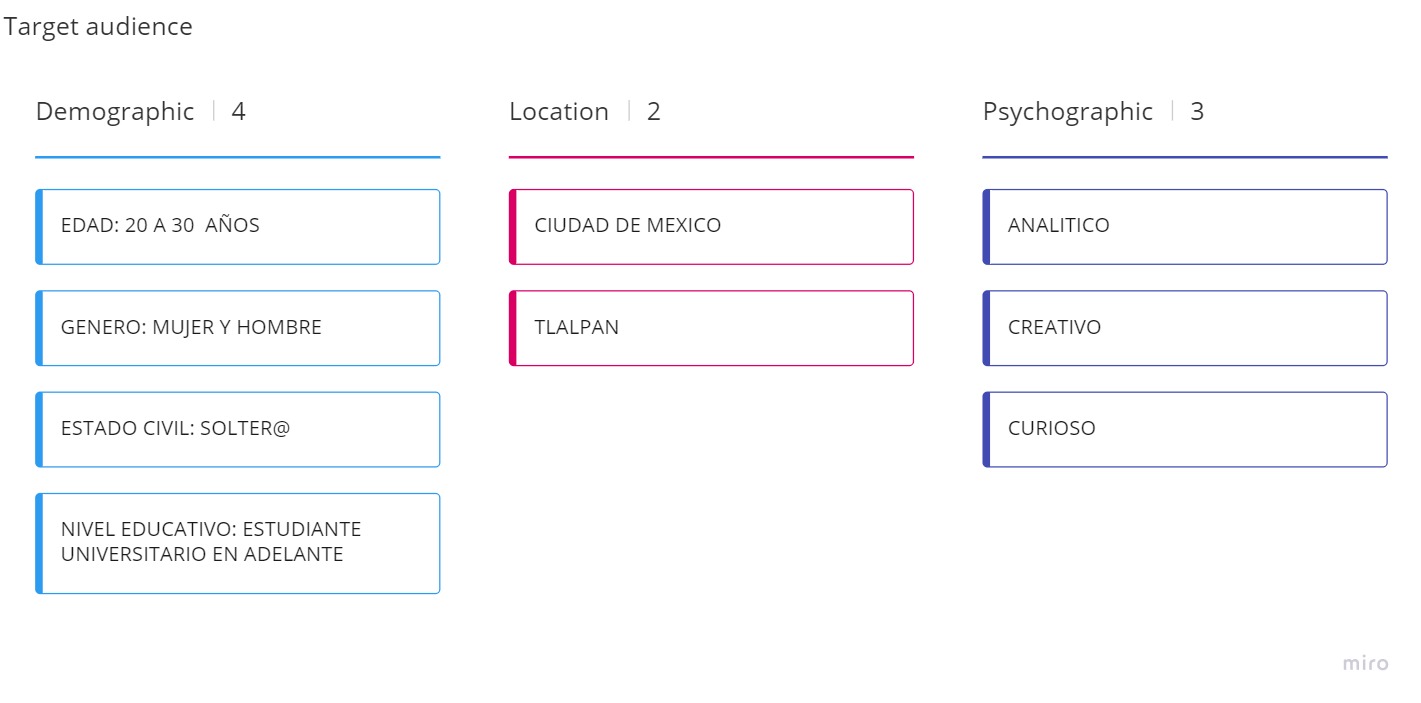 Target audience
Demographic | 4
EDAD: 20 A 30  AÑOS
GENERO: MUJER Y HOMBRE
ESTADO CIVIL: SOLTER@
NIVEL EDUCATIVO: ESTUDIANTE
UNIVERSITARIO EN ADELANTE
Location | 2
CIUDAD DE MEXICO
TLALPAN
Psychographic | 3
ANALITICO
CREATIVO
CURIOSO
miro